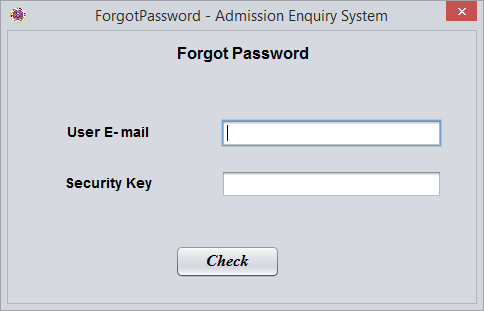 ForgotPassword - Admission Enquiry System
Forgot Password
User E-mail
Security Key
Check